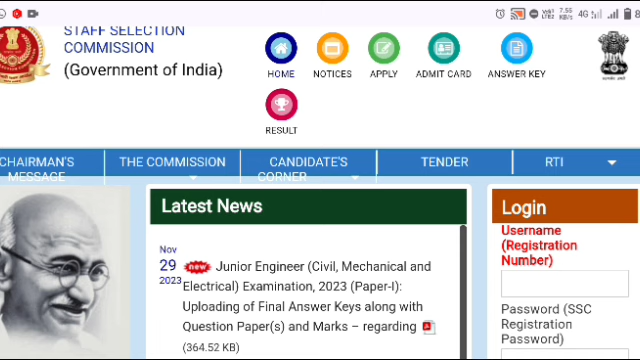 4G
STAFF SELECTION
COMMISSION
(Government of India)
HOME
NOTICES
APPLY
ADMIT CARD
ANSWER KEY
RESULT
CHAIRMAN'S
MESSAGE
THE COMMISSION
CANDIDATE'S
CORNER
TENDER
RTI
Latest News
Nov
29
2023
new Junior Engineer (Civil, Mechanical and
Electrical) Examination, 2023 (Paper-I):
Uploading of Final Answer Keys along with
Question Paper(s) and Marks – regarding
(364.52 KB)
Login
Username
(Registration
Number)
Password (SSC
Registration
Password)